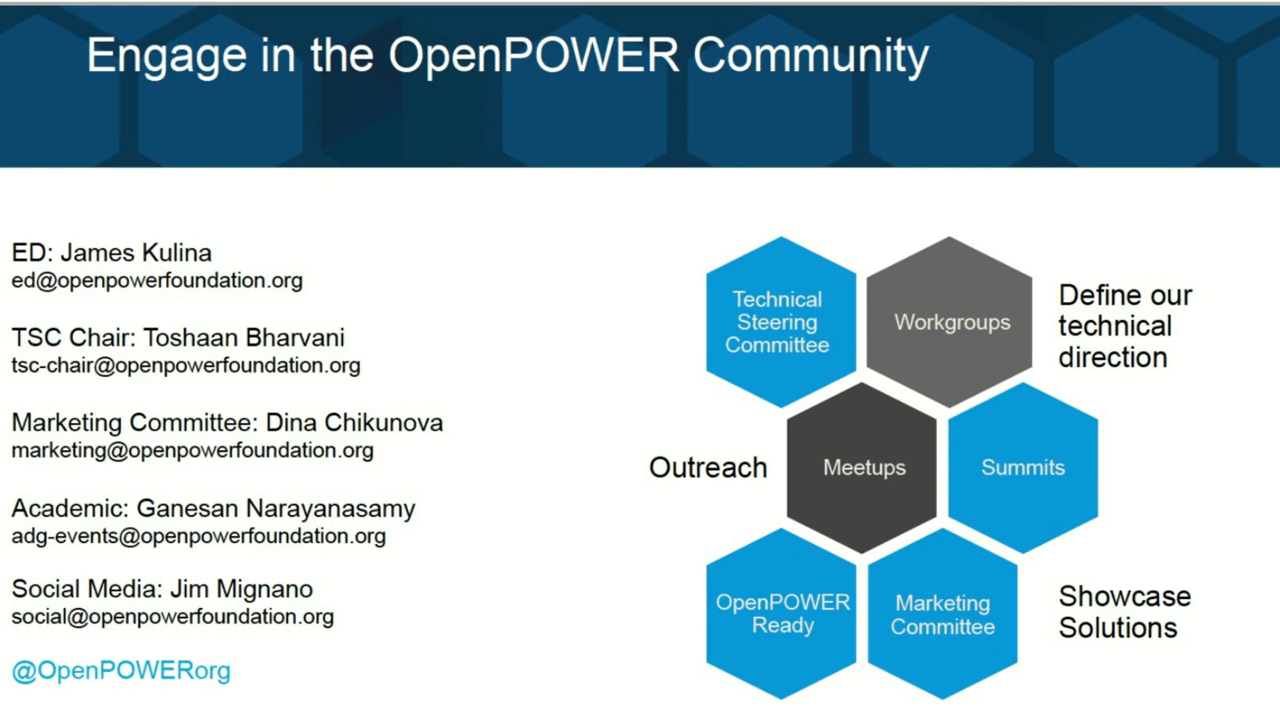 Engage in the OpenPOWER Community
ED: James Kulina
ed@openpowerfoundation.org
TSC Chair: Toshaan Bharvani
tsc-chair@openpowerfoundation.org
Marketing Committee: Dina Chikunova
marketing@openpowerfoundation.org
Academic: Ganesan Narayanasamy
adg-events@openpowerfoundation.org
Social Media: Jim Mignano
social@openpowerfoundation.org
@OpenPOWERorg
Technical
Steering
Committee
Workgroups
Define our
technical
direction
Outreach
Meetups
Summits
OpenPOWER
Ready
Marketing
Committee
Showcase
Solutions